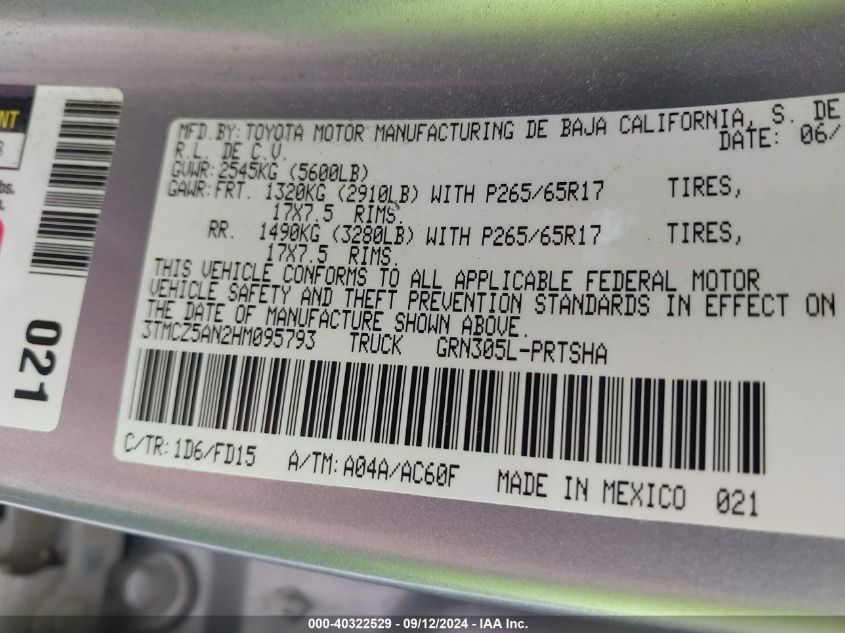 MFD.BY:TOYOTA MOTOR MANUFACTURING DE BAJA CALIFORNIA, S. DE
R.L. DE C.V. DATE: 06/
GVWR:2545KG (5600LB)
GAWR:FRT. 1320KG (2910LB) WITH P265/65R17 TIRES,
17X7.5 RIMS.
RR. 1490KG (3280LB) WITH P265/65R17 TIRES,
17X7.5 RIMS.
THIS VEHICLE CONFORMS TO ALL APPLICABLE FEDERAL MOTOR
VEHICLE SAFETY AND THEFT PREVENTION STANDARDS IN EFFECT ON
THE DATE OF MANUFACTURE SHOWN ABOVE.
3TMCZ5AN2HM095793 TRUCK GRN305L-PRTSHA
C/TR:1D6/FD15 A/TM:A04A/AC60F MADE IN MEXICO 021
021
000-40322529 - 09/12/2024 - IAA Inc.